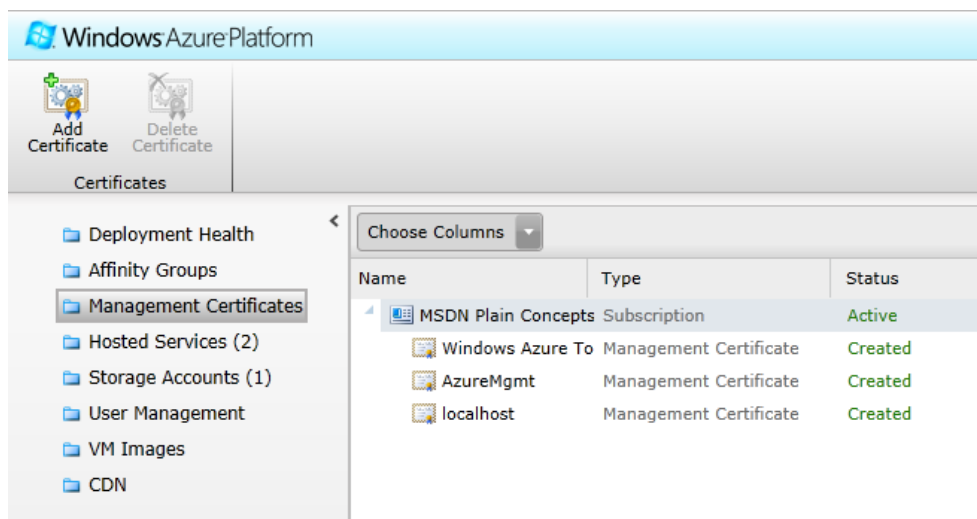 Windows Azure Platform
Add Certificate
Delete Certificate
Certificates
Deployment Health
Affinity Groups
Management Certificates
Hosted Services (2)
Storage Accounts (1)
User Management
VM Images
CDN
Choose Columns
Name Type Status
MSDN Plain Concepts Subscription Active
Windows Azure To Management Certificate Created
AzureMgmt Management Certificate Created
localhost Management Certificate Created